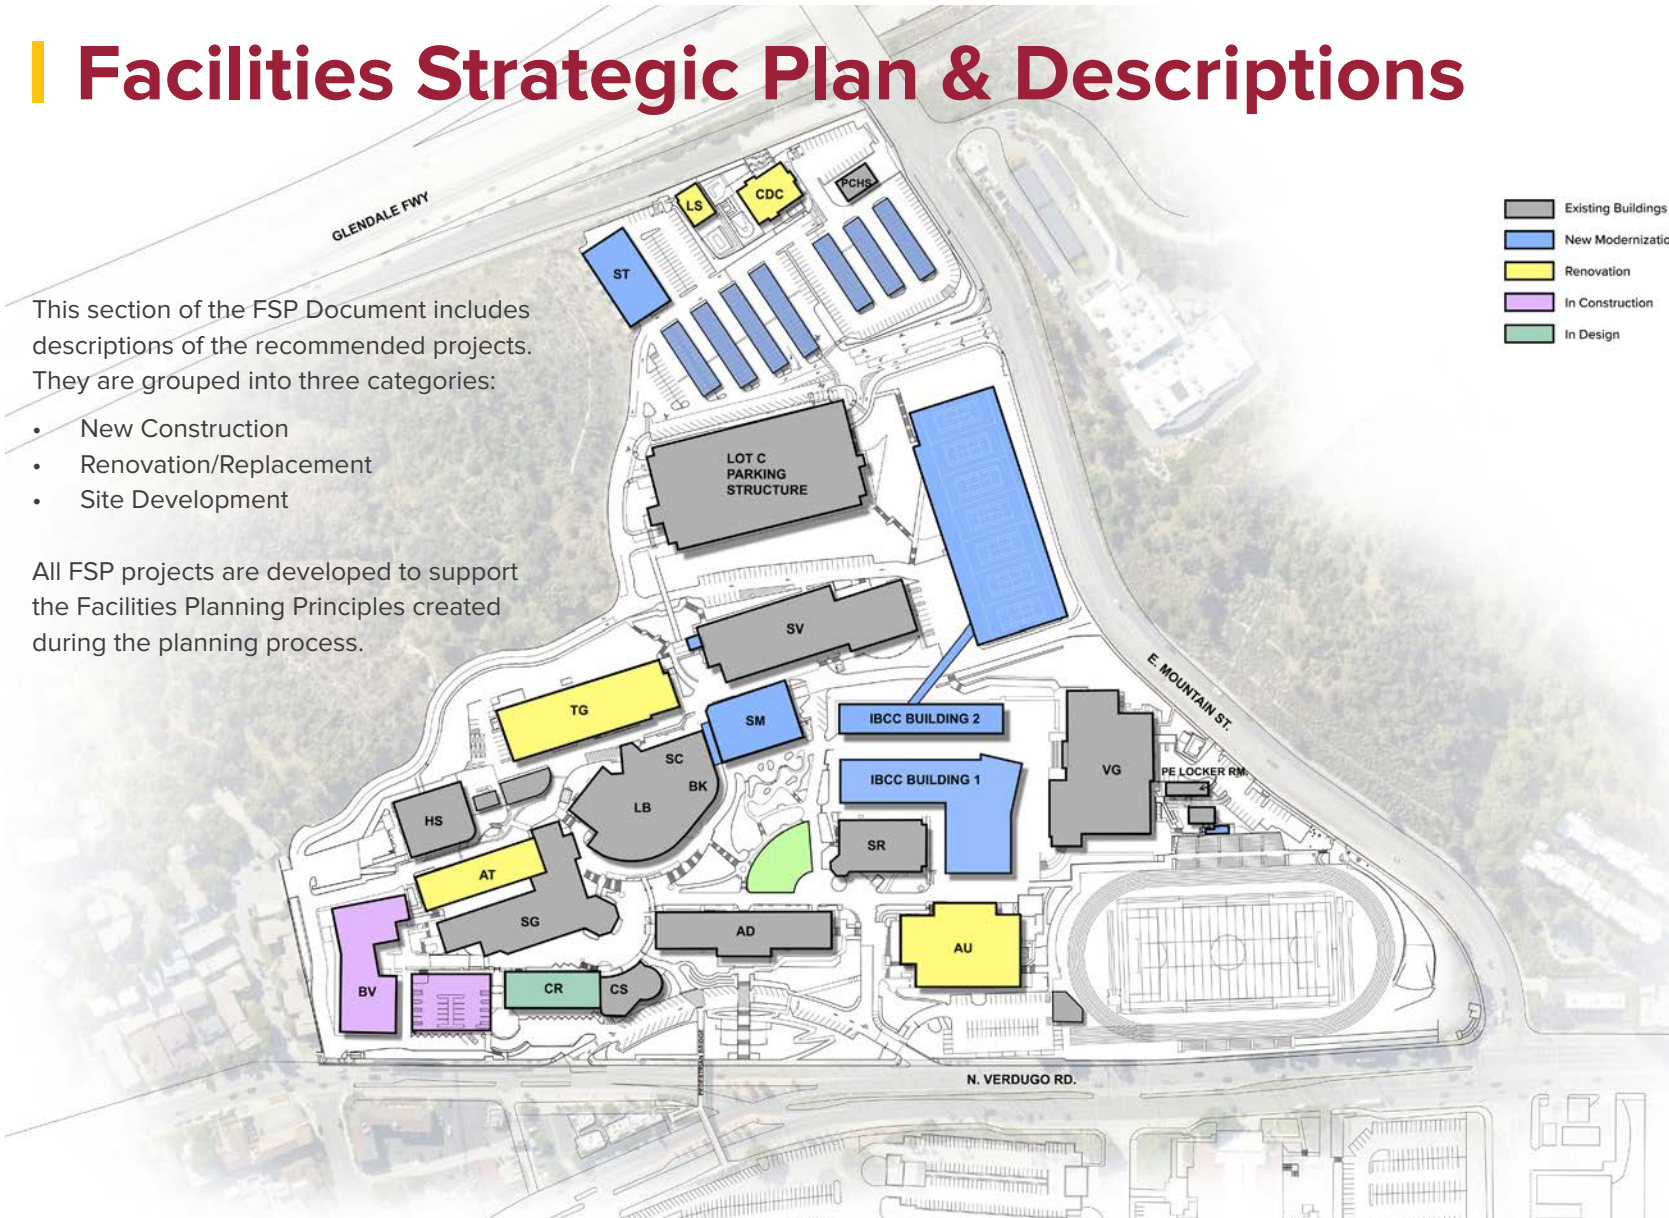 Facilities Strategic Plan & Descriptions
GLENDALE FWY
LS
CDC
PCHS
ST
Existing Buildings
New Modernizatio
Renovation
In Construction
In Design
This section of the FSP Document includes
descriptions of the recommended projects.
They are grouped into three categories:
• New Construction
• Renovation/Replacement
• Site Development
All FSP projects are developed to support
the Facilities Planning Principles created
during the planning process.
LOT C
PARKING
STRUCTURE
SV
E. MOUNTAIN ST.
TG
SM
IBCC BUILDING 2
SC
BK
LB
IBCC BUILDING 1
VG
PE LOCKER RM.
HS
SR
AT
SG
AD
AU
BV
CR
CS
PEDESTRIAN BRIDGE
N. VERDUGO RD.